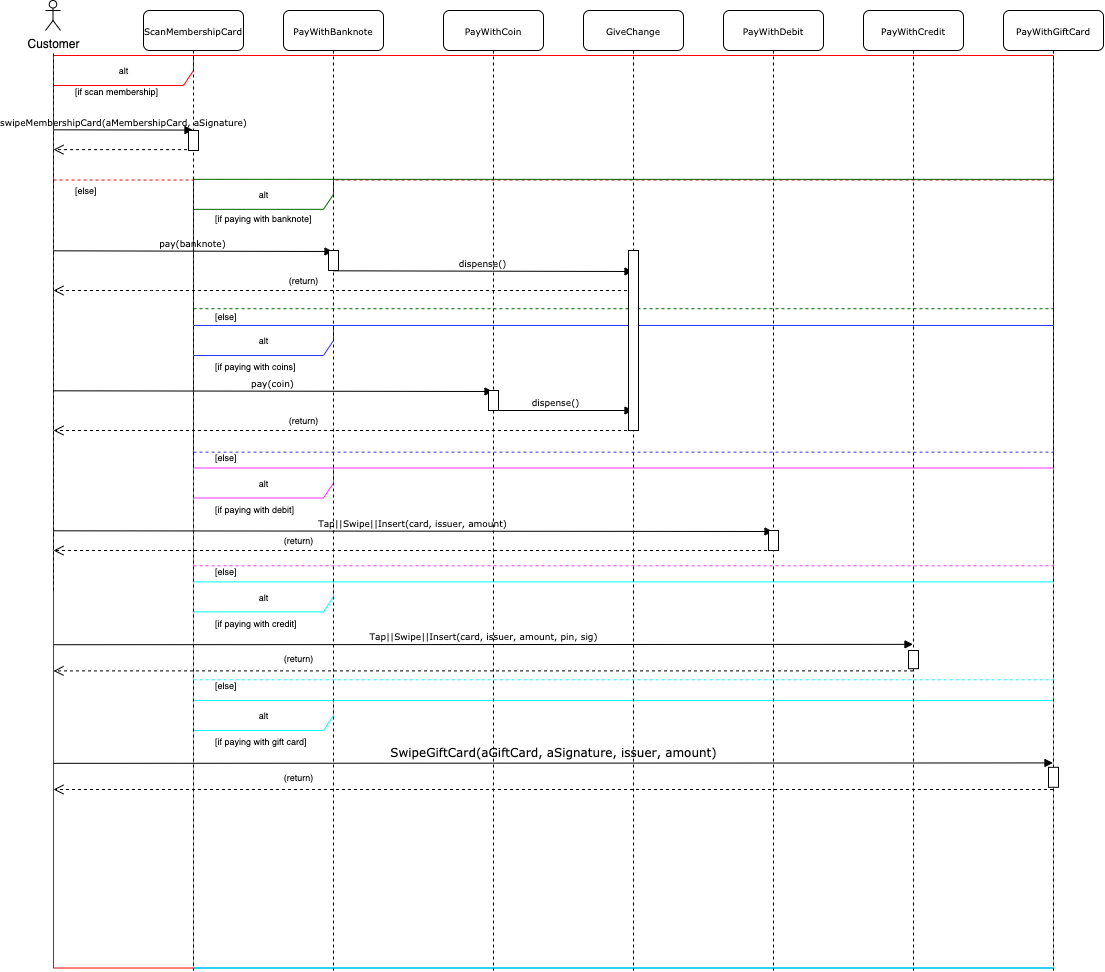 Customer
ScanMembershipCard
PayWithBanknote
PayWithCoin
GiveChange
PayWithDebit
PayWithCredit
PayWithGiftCard
alt
[if scan membership]
swipeMembershipCard(aMembershipCard, aSignature)
[else]
alt
[if paying with banknote]
pay(banknote)
dispense()
(return)
[else]
alt
[if paying with coins]
pay(coin)
dispense()
(return)
[else]
alt
[if paying with debit]
Tap||Swipe||Insert(card, issuer, amount)
(return)
[else]
alt
[if paying with credit]
Tap||Swipe||Insert(card, issuer, amount, pin, sig)
(return)
[else]
alt
[if paying with gift card]
SwipeGiftCard(aGiftCard, aSignature, issuer, amount)
(return)